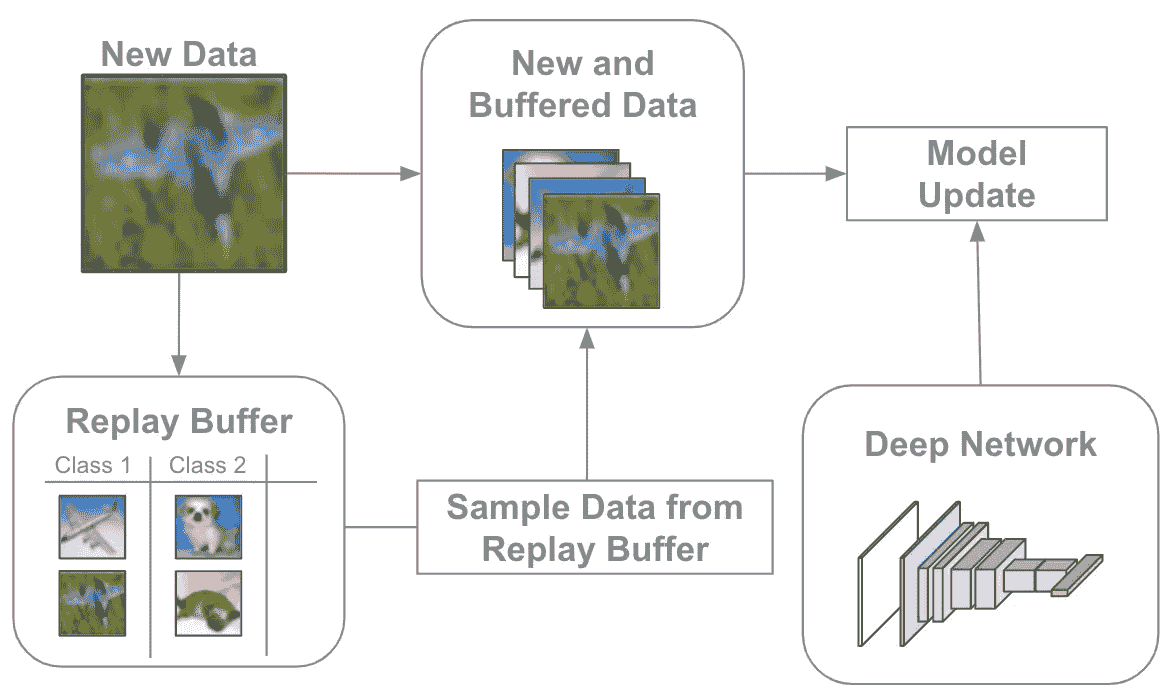 New Data
New and
Buffered Data
Model
Update
Replay Buffer
Class 1
Class 2
Sample Data from
Replay Buffer
Deep Network